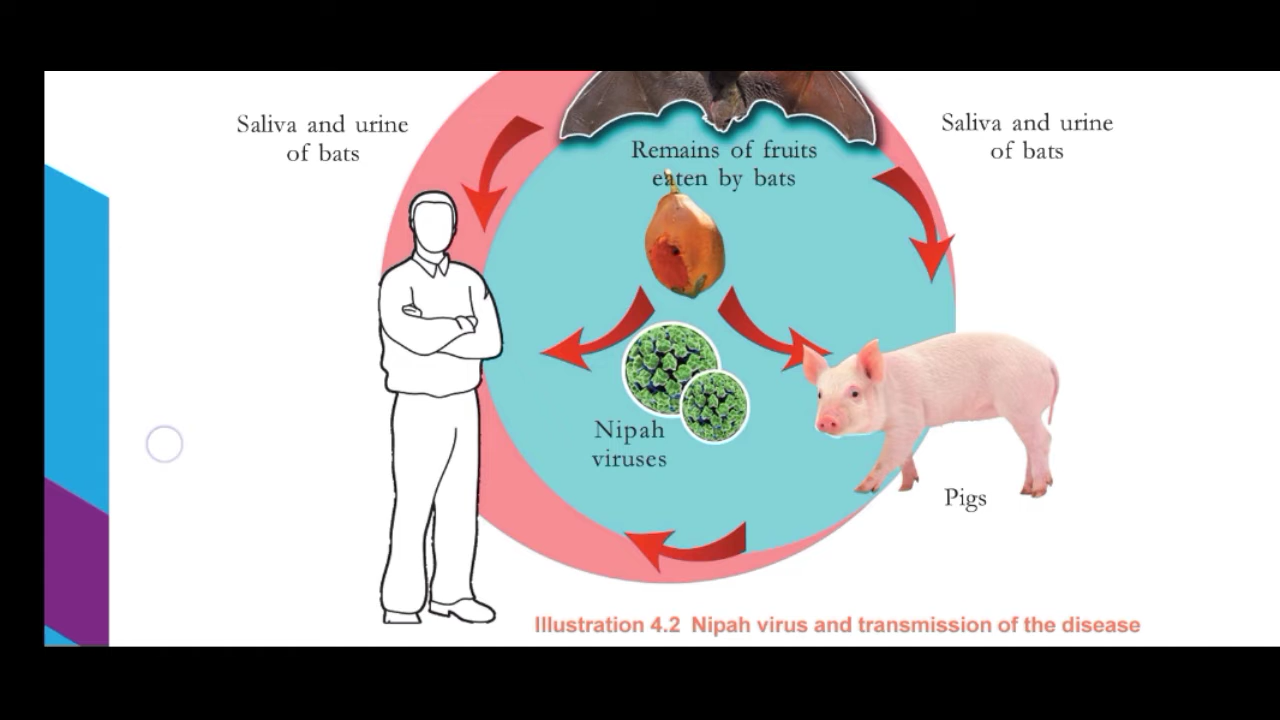 Saliva and urine
of bats
Saliva and urine
of bats
Remains of fruits
eaten by bats
Nipah
viruses
Pigs
Illustration 4.2 Nipah virus and transmission of the disease